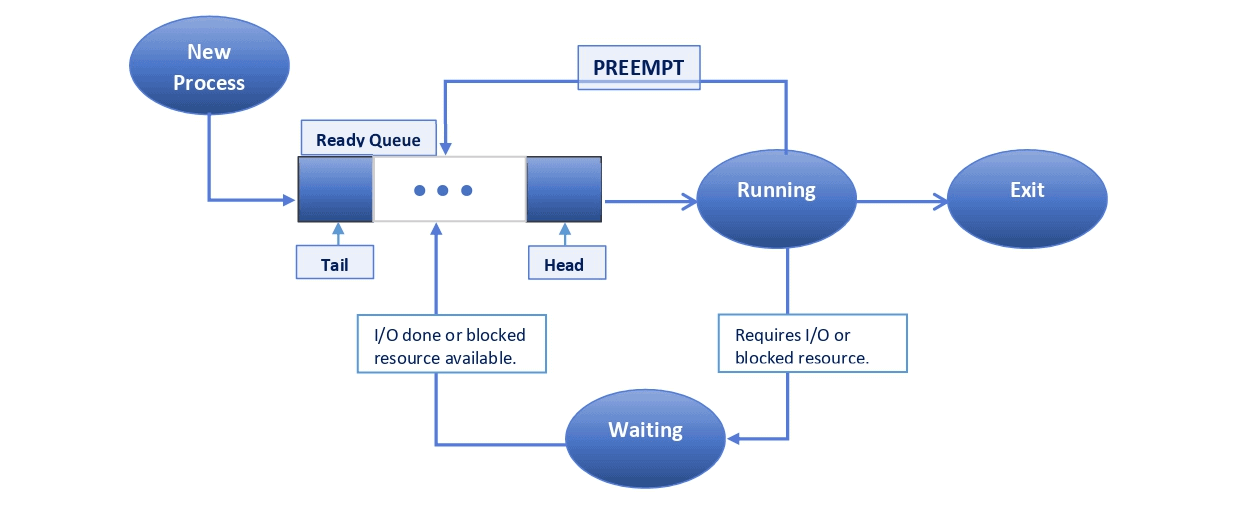 New
Process
PREEMPT
Ready Queue
Running
Exit
Tail
Head
I/O done or blocked
resource available.
Requires I/O or
blocked resource.
Waiting